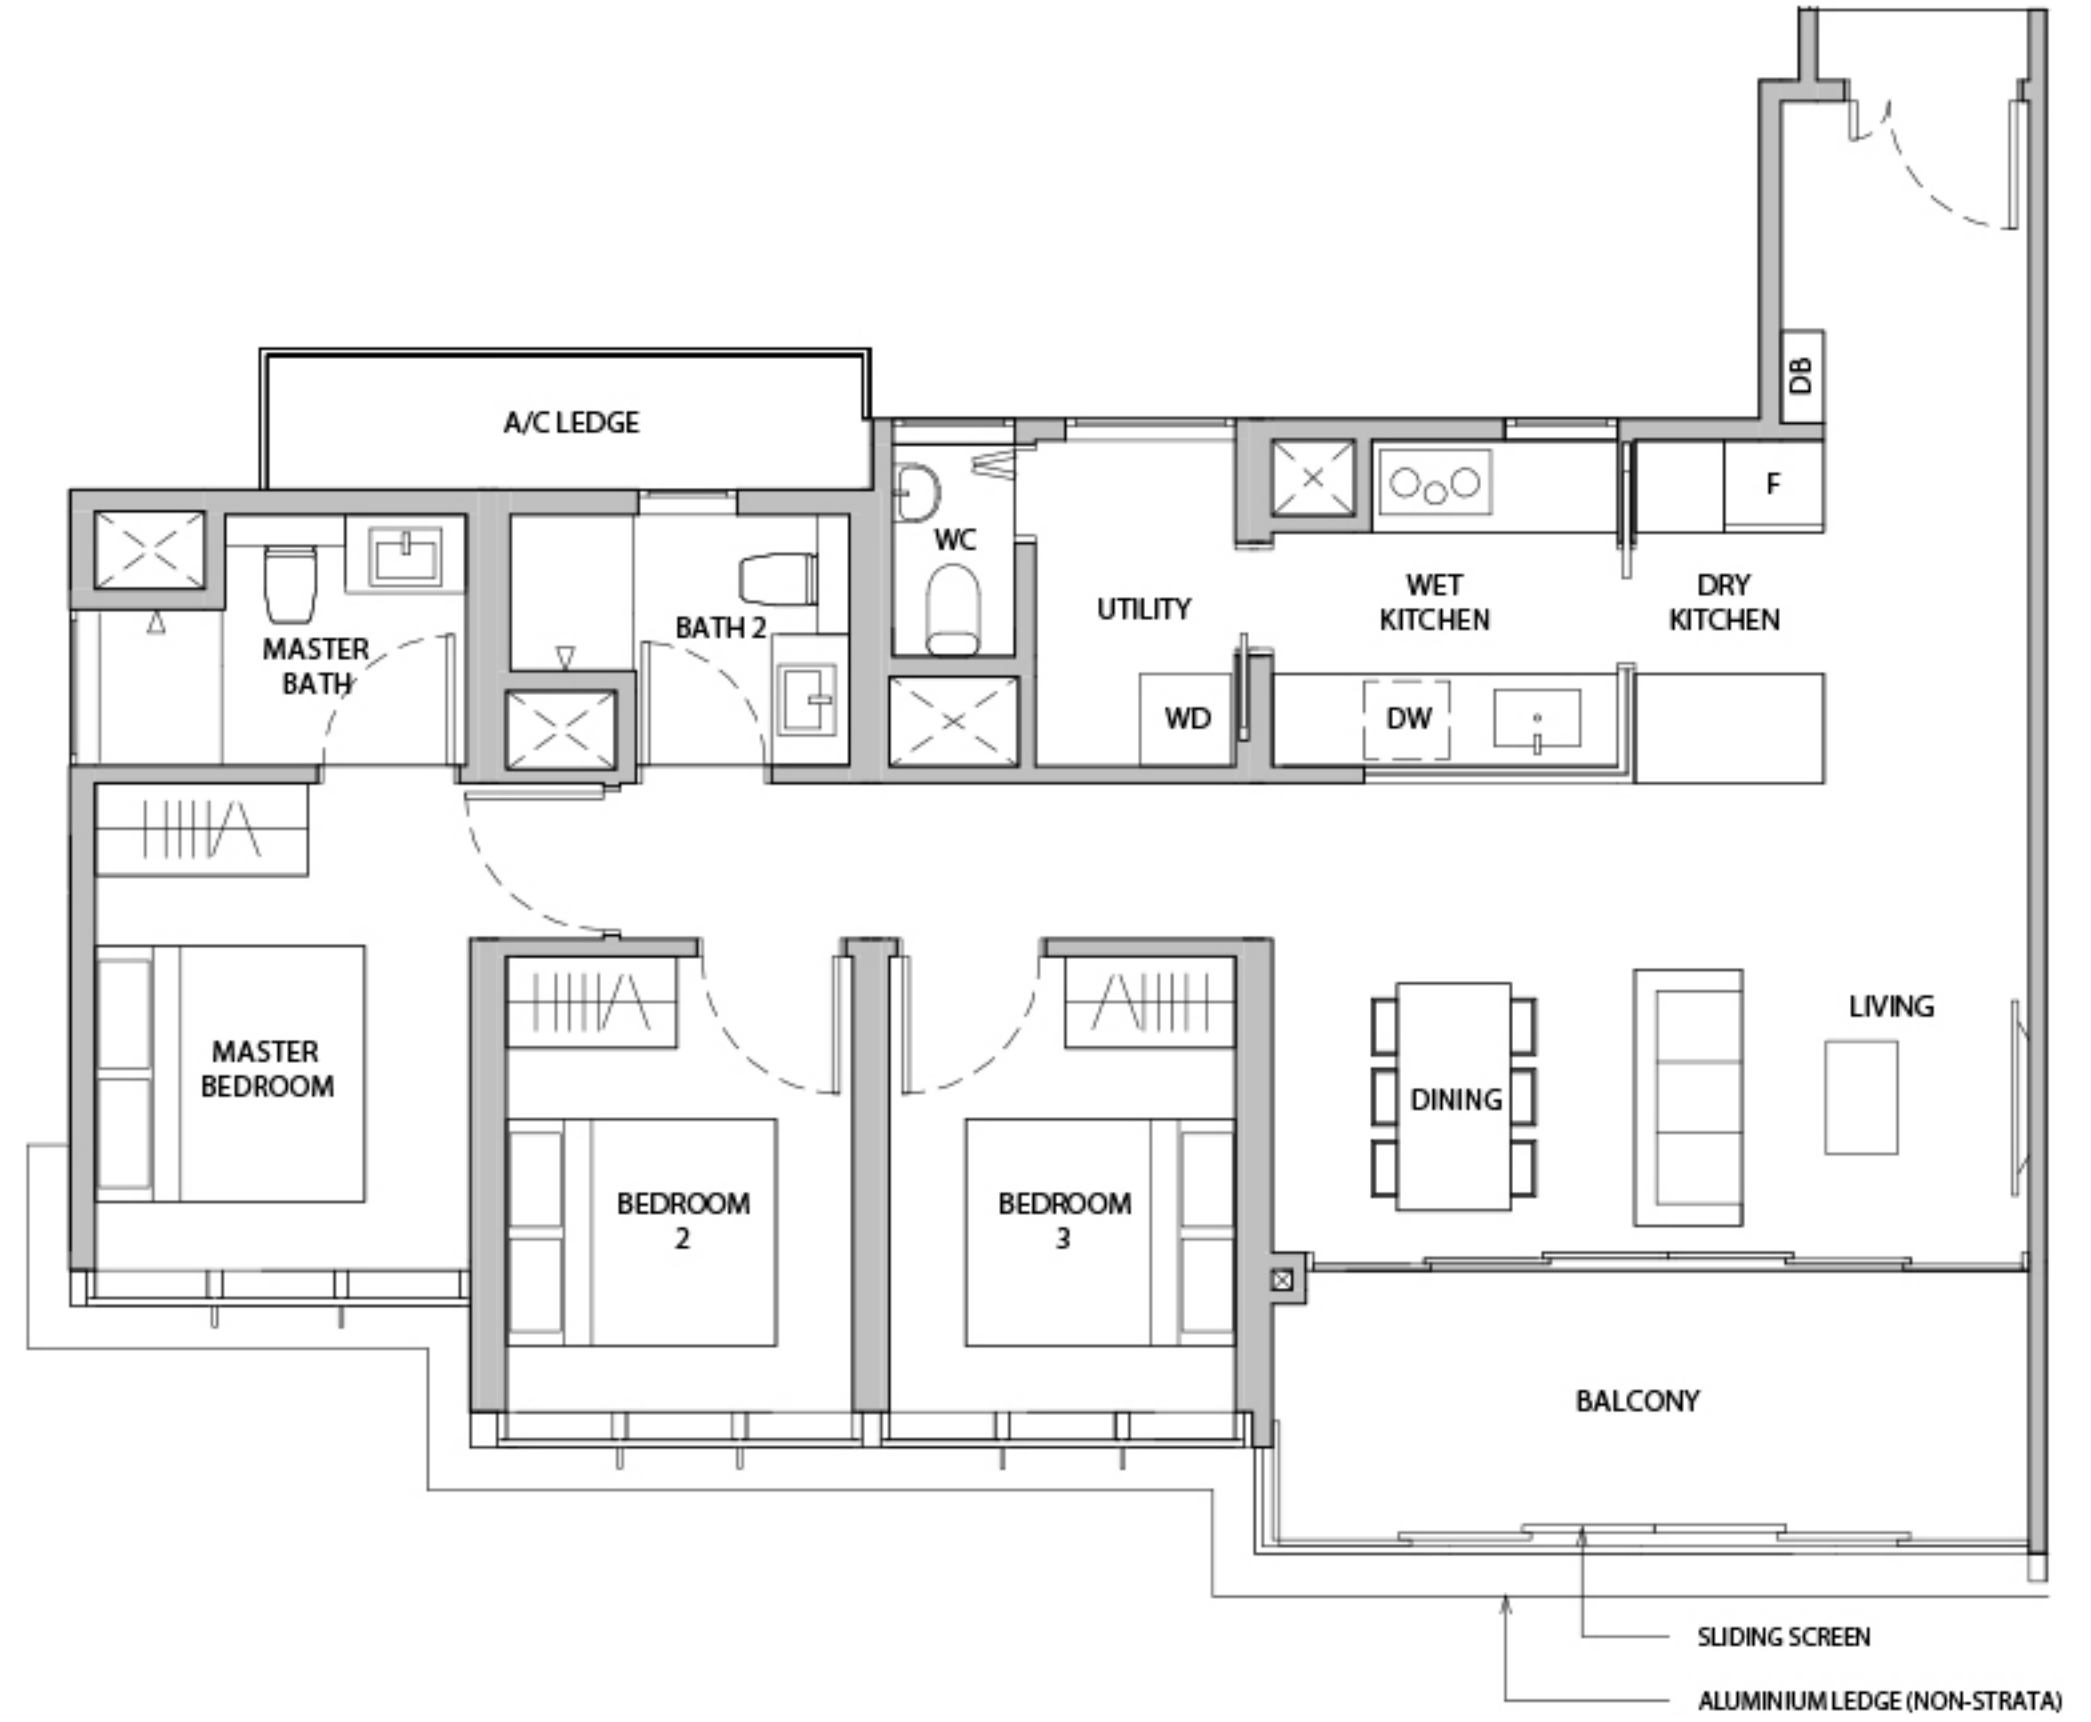 DB
A/C LEDGE
F
WC
WET
KITCHEN
DRY
KITCHEN
UTILITY
BATH 2
MASTER
BATH
WD
DW
LIVING
MASTER
BEDROOM
DINING
BEDROOM
2
BEDROOM
3
BALCONY
SLIDING SCREEN
ALUMINIUM LEDGE (NON-STRATA)